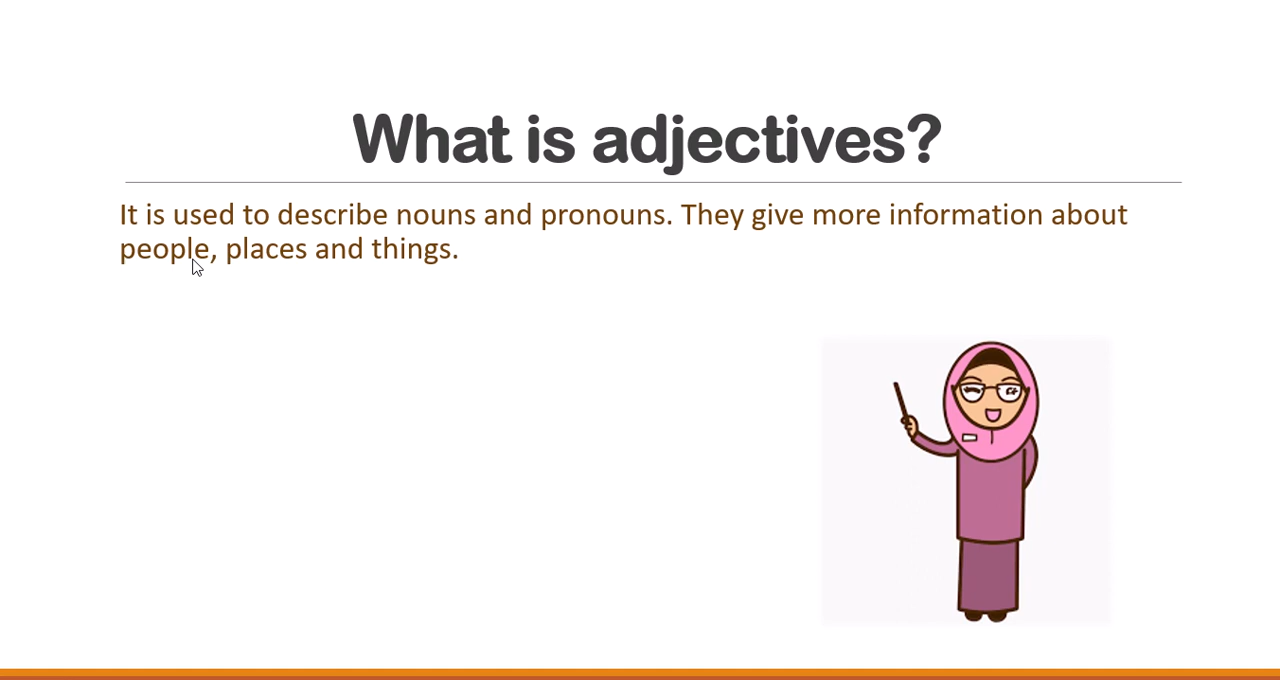 What is adjectives?
It is used to describe nouns and pronouns. They give more information about
people, places and things.